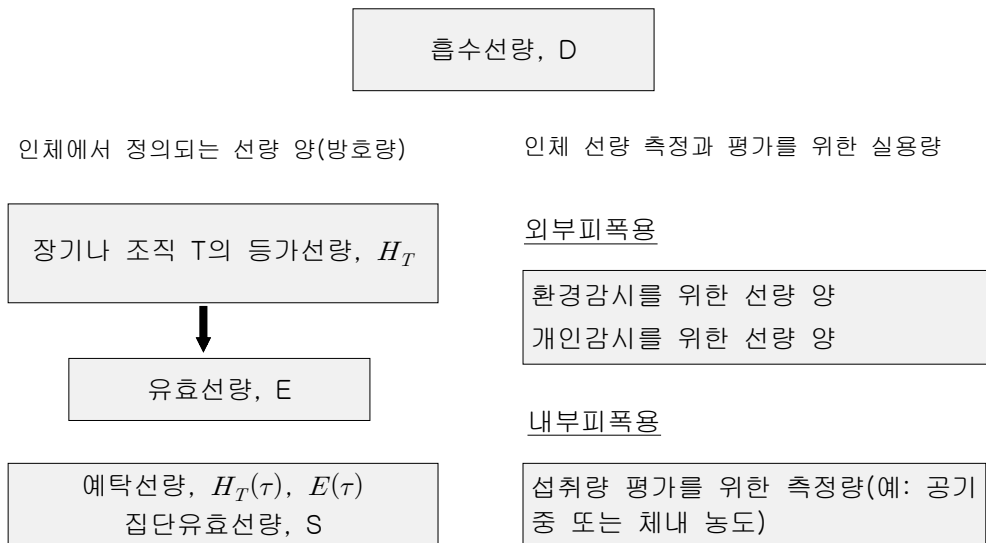 흡수선량, D
인체에서 정의되는 선량 양(방호량)
장기나 조직 T의 등가선량, H_T
유효선량, E
예탁선량, H_T(τ), E(τ)
집단유효선량, S
인체 선량 측정과 평가를 위한 실용량
외부피폭용
환경감시를 위한 선량 양
개인감시를 위한 선량 양
내부피폭용
섭취량 평가를 위한 측정량(예: 공기
중 또는 체내 농도)